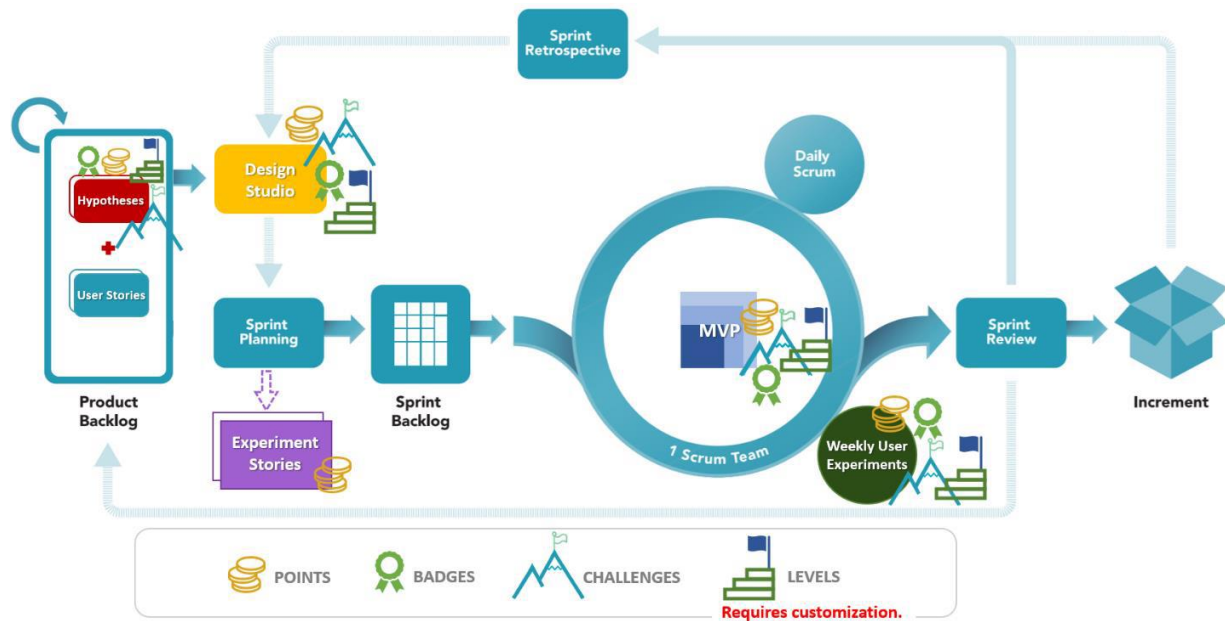 Sprint
Retrospective
Hypotheses
User Stories
Product
Backlog
Design
Studio
Sprint
Planning
Experiment
Stories
Sprint
Backlog
Daily
Scrum
MVP
1 Scrum Team
Weekly User
Experiments
Sprint
Review
Increment
POINTS
BADGES
CHALLENGES
LEVELS
Requires customization.